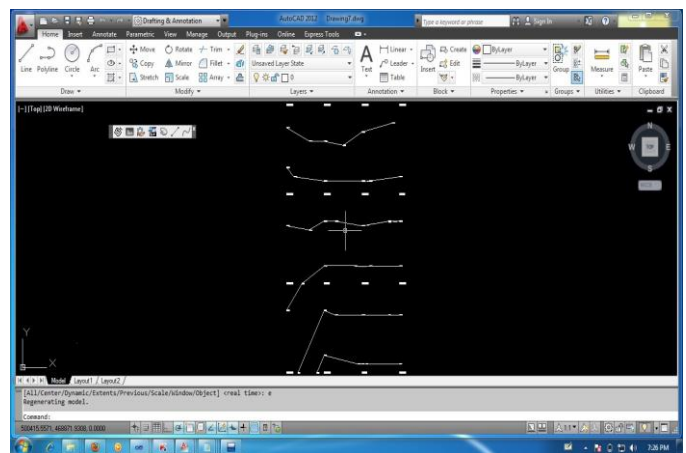 Drafting & Annotation
AutoCAD 2012 Drawing7.dwg
Type a keyword or phrase
Sign In
Home Insert Annotate Parametric View Manage Output Plug-ins Online Express Tools
Move Rotate Trim
Linear
Create
ByLayer
Copy Mirror Fillet
Unsaved Layer State
Leader
Edit
ByLayer
Line Polyline Circle Arc
Text
Insert
Group
Measure
Paste
Stretch Scale Array
0
Table
ByLayer
Draw
Modify
Layers
Annotation
Block
Properties
Groups
Utilities
Clipboard
[-][Top][2D Wireframe]
N
W TOP E
S
Y
X
Model Layout1 Layout2
[All/Center/Dynamic/Extents/Previous/Scale/Window/Object] <real time>: e
Regenerating model.
Command:
1:1
7:26 PM